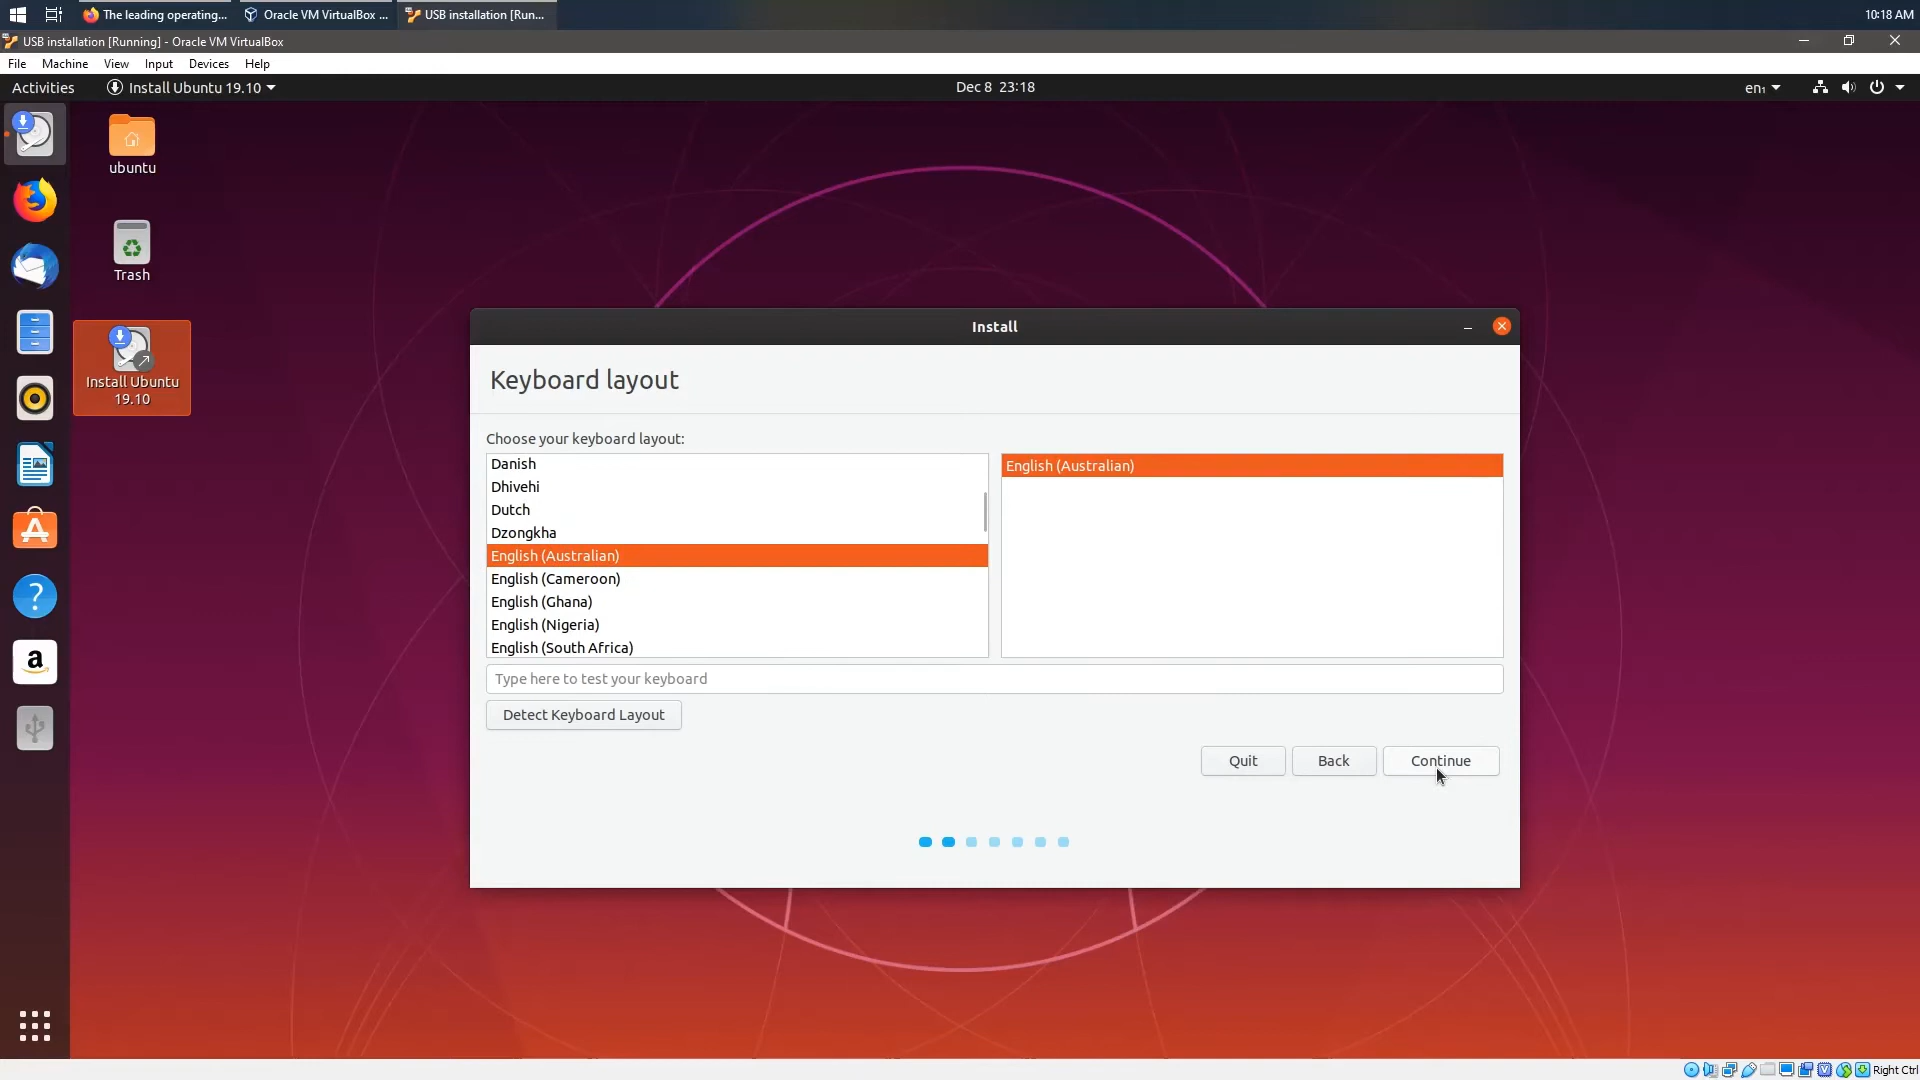 The leading operating...
Oracle VM VirtualBox ...
USB installation [Run...
10:18 AM
USB installation [Running] - Oracle VM VirtualBox
File Machine View Input Devices Help
Activities
Install Ubuntu 19.10
Dec 8 23:18
en₁
ubuntu
Trash
Install Ubuntu
19.10
Install
Keyboard layout
Choose your keyboard layout:
Danish
Dhivehi
Dutch
Dzongkha
English (Australian)
English (Cameroon)
English (Ghana)
English (Nigeria)
English (South Africa)
English (Australian)
Type here to test your keyboard
Detect Keyboard Layout
Quit
Back
Continue
?
a
A
Right Ctrl